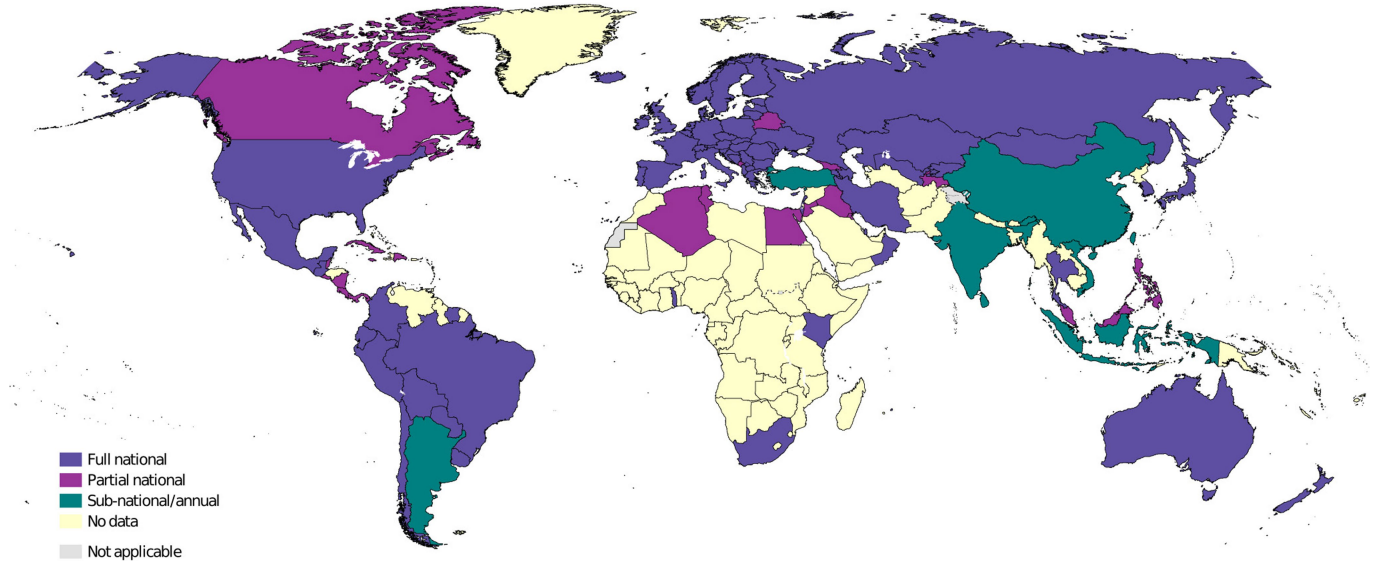 Full national
Partial national
Sub-national/annual
No data
Not applicable